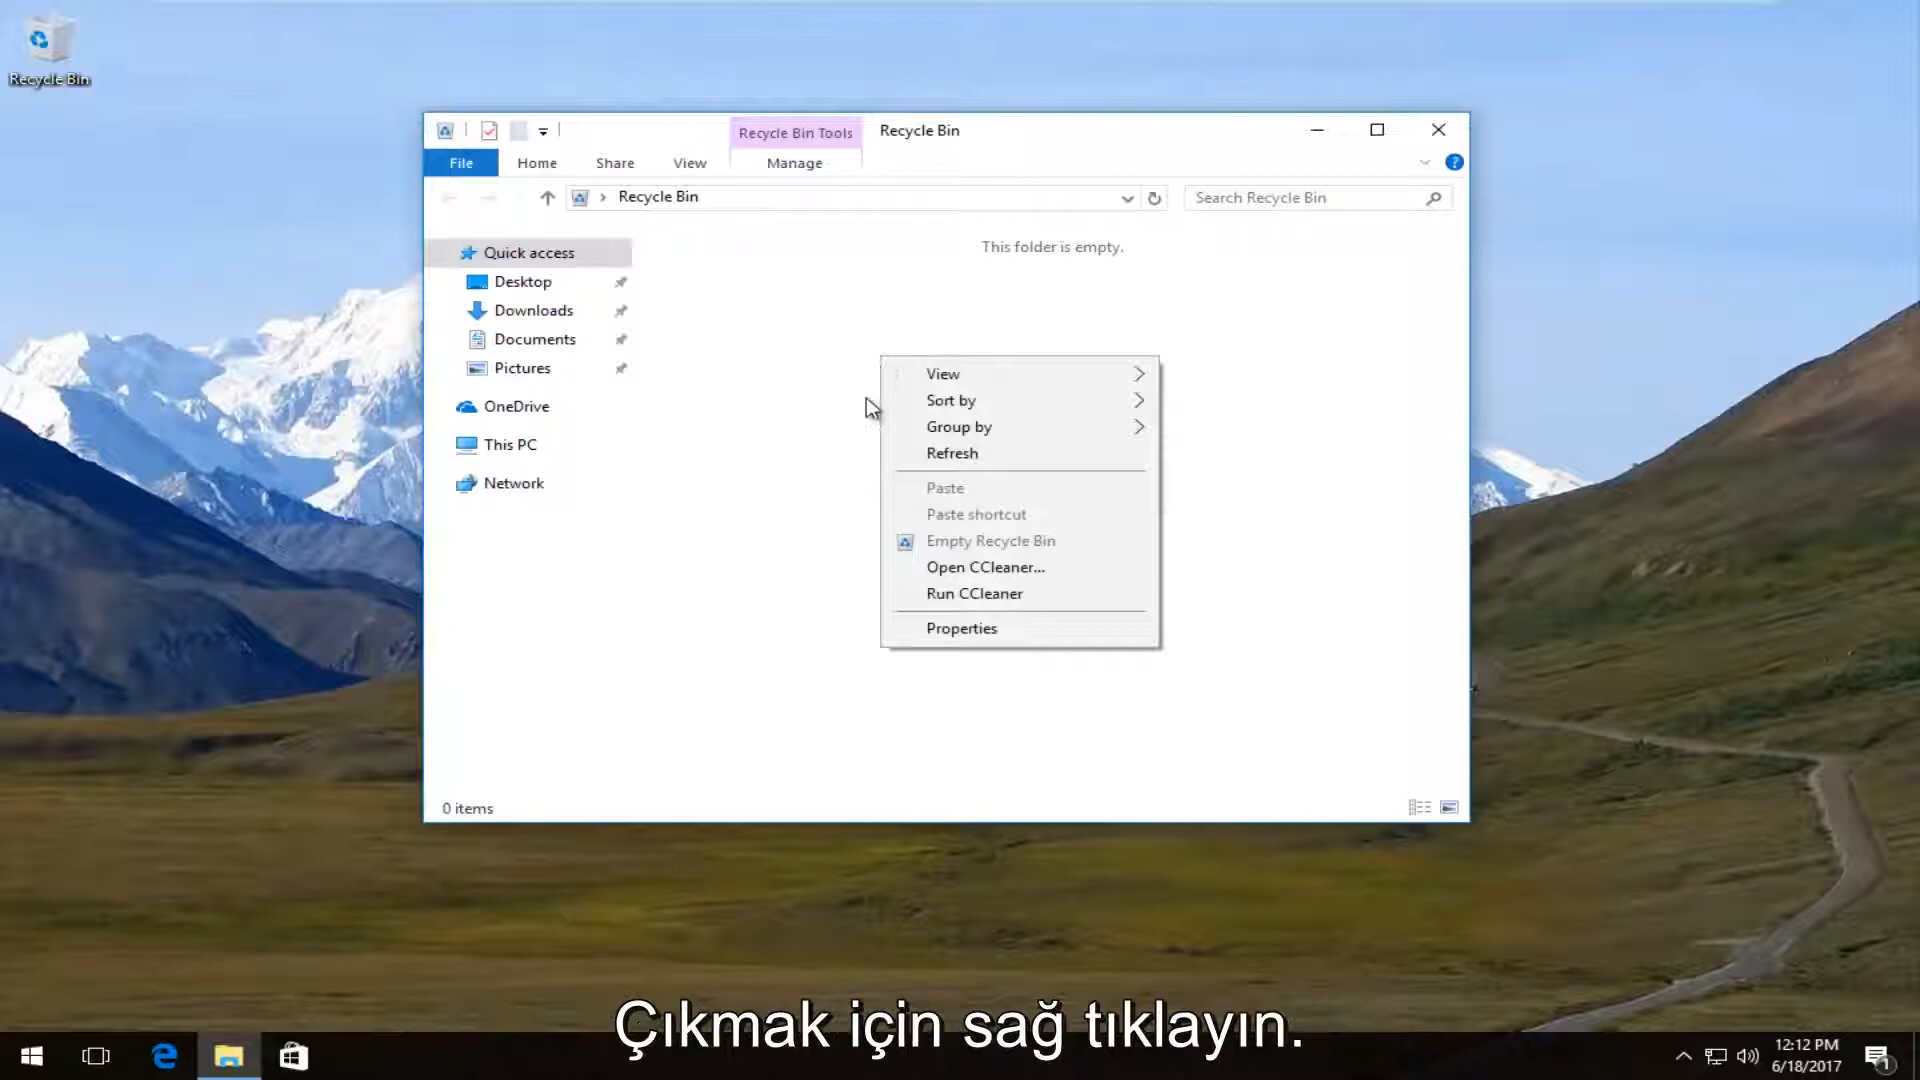 Recycle Bin
Recycle Bin Tools
Recycle Bin
File
Home
Share
View
Manage
Recycle Bin
Search Recycle Bin
Quick access
This folder is empty.
Desktop
Downloads
Documents
Pictures
OneDrive
This PC
Network
View
Sort by
Group by
Refresh
Paste
Paste shortcut
Empty Recycle Bin
Open CCleaner...
Run CCleaner
Properties
0 items
Çıkmak için sağ tıklayın.
12:12 PM
6/18/2017
1